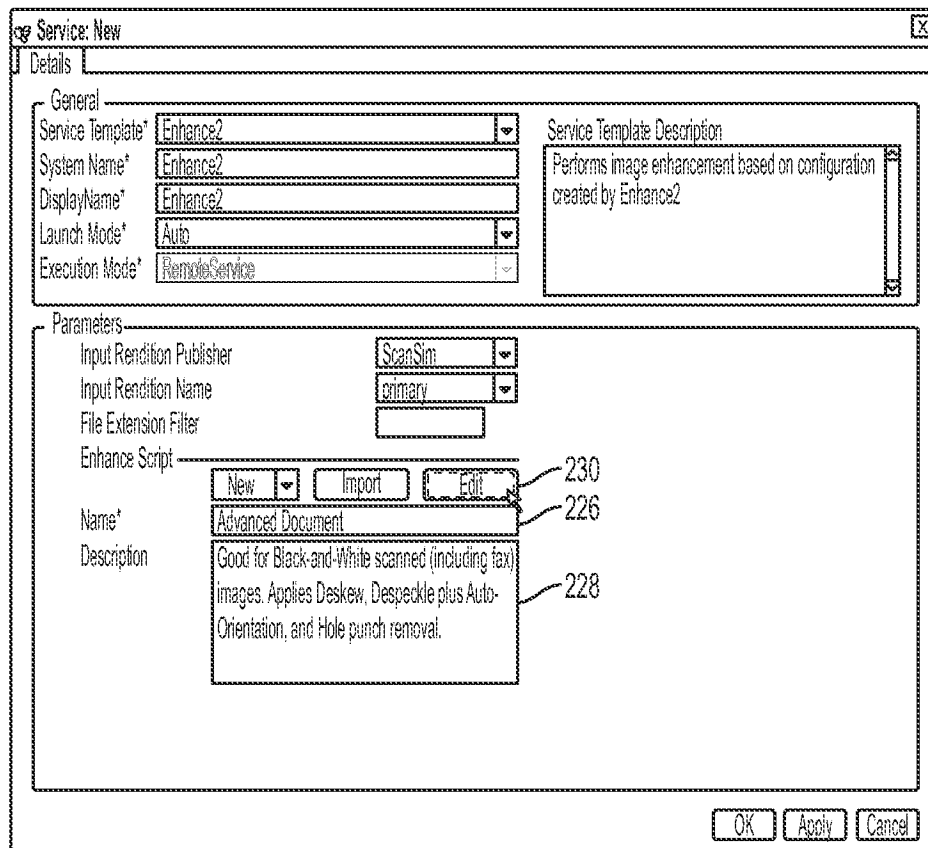 Service: New
X
Details
General
Service Template* Enhance2
System Name* Enhance2
DisplayName* Enhance2
Launch Mode* Auto
Execution Mode* RemoteService
Service Template Description
Performs image enhancement based on configuration
created by Enhance2
Parameters
Input Rendition Publisher ScanSim
Input Rendition Name primary
File Extension Filter
Enhance Script
New Import Edit 230
Name* Advanced Document 226
Description Good for Black-and-White scanned (including fax)
images. Applies Deskew, Despeckle plus Auto- 228
Orientation, and Hole punch removal.
OK Apply Cancel